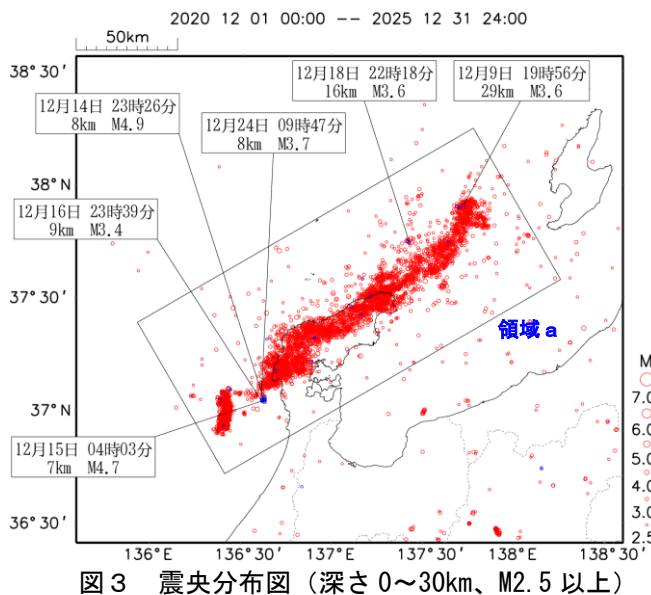 2020 12 01 00:00 -- 2025 12 31 24:00
50km
38°30′
12月18日 22時18分
16km M3.6
12月9日 19時56分
29km M3.6
12月14日 23時26分
8km M4.9
12月24日 09時47分
8km M3.7
38°N
12月16日 23時39分
9km M3.4
37°30′
領域a
M
7.0
6.0
5.0
4.0
3.0
2.5
37°N
12月15日 04時03分
7km M4.7
36°30′
136°E
136°30′
137°E
137°30′
138°E
138°30′
図3 震央分布図(深さ0~30km、M2.5以上)